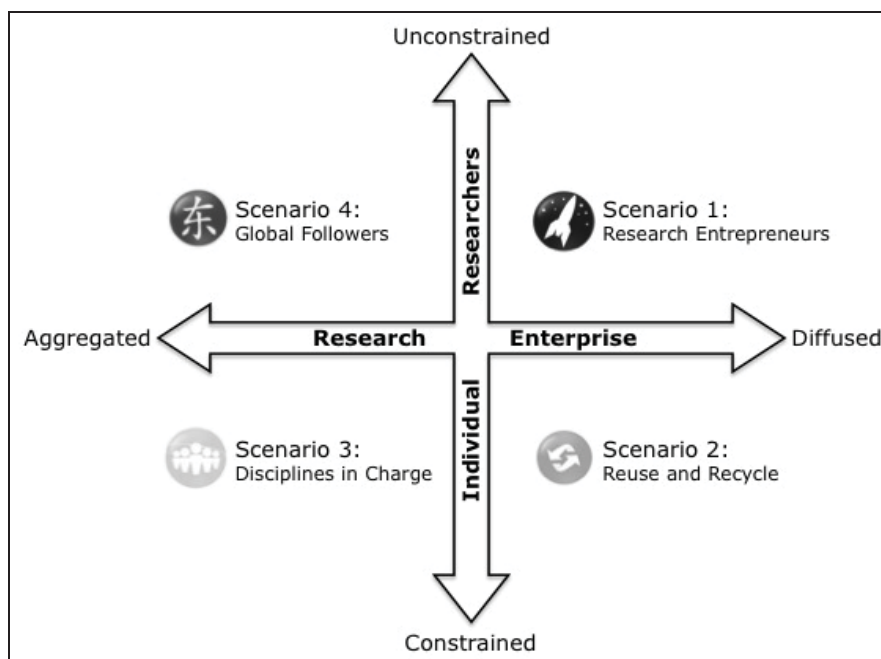 Unconstrained
Researchers
东
Scenario 4:
Global Followers
Scenario 1:
Research Entrepreneurs
Aggregated
Research
Enterprise
Diffused
Individual
Scenario 3:
Disciplines in Charge
Scenario 2:
Reuse and Recycle
Constrained